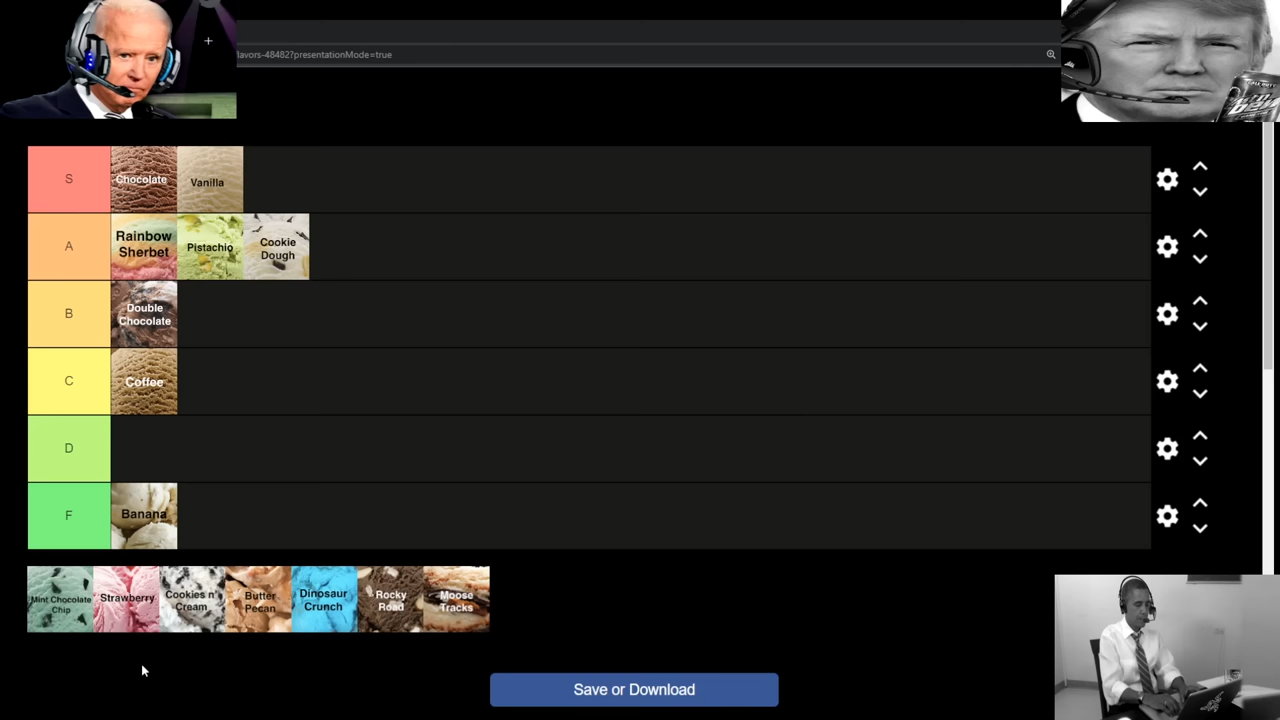 +
lavors-48482?presentationMode=true
S
Chocolate
Vanilla
A
Rainbow
Sherbet
Pistachio
Cookie
Dough
B
Double
Chocolate
C
Coffee
D
F
Banana
Mint Chocolate
Chip
Strawberry
Cookies n'
Cream
Butter
Pecan
Dinosaur
Crunch
Rocky
Road
Moose
Tracks
Save or Download